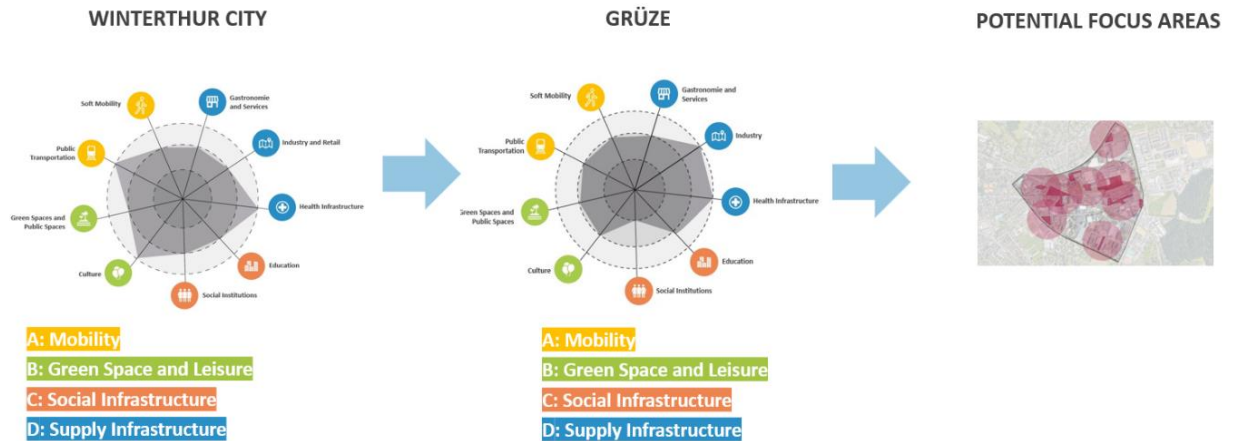 WINTERTHUR CITY
GRÜZE
POTENTIAL FOCUS AREAS
Soft Mobility
Gastronomie
and Services
Public
Transportation
Industry and Retail
Green Spaces and
Public Spaces
Health Infrastructure
Culture
Education
Social Institutions
Soft Mobility
Gastronomie and
Services
Public
Transportation
Industry
Green Spaces and
Public Spaces
Health Infrastructure
Culture
Education
Social Institutions
A: Mobility
B: Green Space and Leisure
C: Social Infrastructure
D: Supply Infrastructure
A: Mobility
B: Green Space and Leisure
C: Social Infrastructure
D: Supply Infrastructure